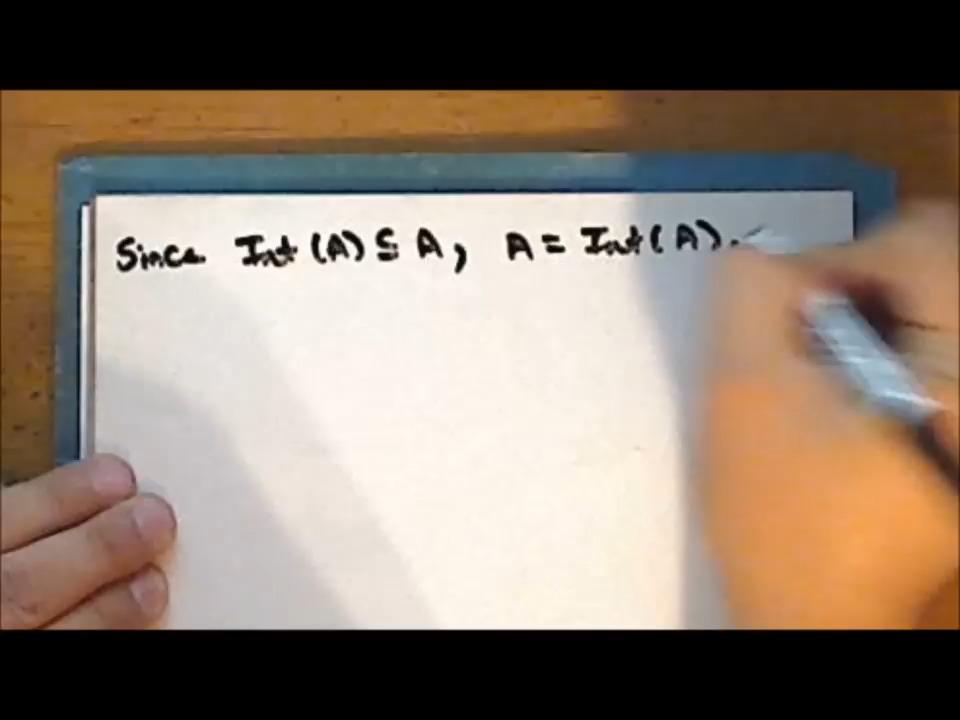 Since Int(A) ⊆ A, A = Int(A).